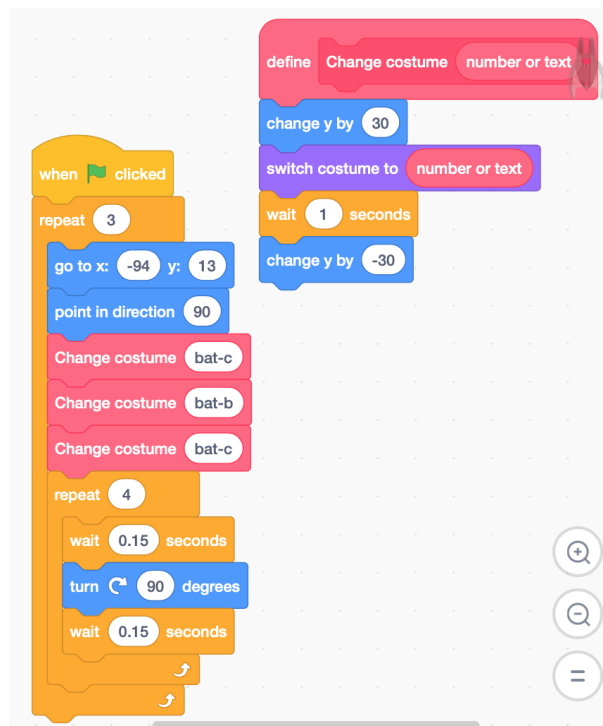 define Change costume number or text
change y by 30
switch costume to number or text
wait 1 seconds
change y by -30
when clicked
repeat 3
go to x: -94 y: 13
point in direction 90
Change costume bat-c
Change costume bat-b
Change costume bat-c
repeat 4
wait 0.15 seconds
turn 90 degrees
wait 0.15 seconds